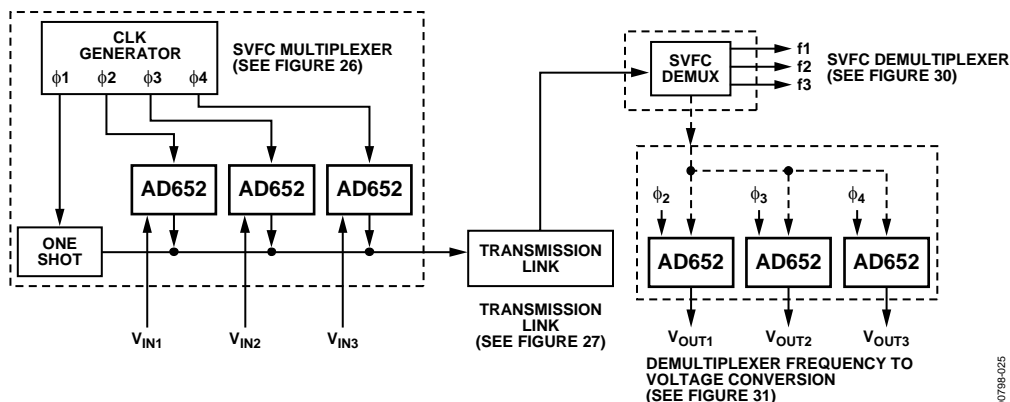 CLK
GENERATOR
ϕ1 ϕ2 ϕ3 ϕ4
SVFC MULTIPLEXER
(SEE FIGURE 26)
AD652
AD652
AD652
ONE
SHOT
VIN1
VIN2
VIN3
TRANSMISSION
LINK
TRANSMISSION
LINK
(SEE FIGURE 27)
SVFC
DEMUX
f1
f2
f3
SVFC DEMULTIPLEXER
(SEE FIGURE 30)
ϕ2
ϕ3
ϕ4
AD652
AD652
AD652
VOUT1
VOUT2
VOUT3
DEMULTIPLEXER FREQUENCY TO
VOLTAGE CONVERSION
(SEE FIGURE 31)
00798-025